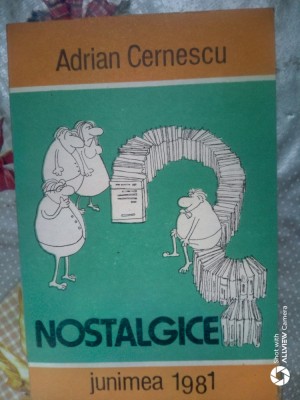 Adrian Cernescu
NOSTALGICE
junimea 1981
Shot with
ALLVIEW Camera